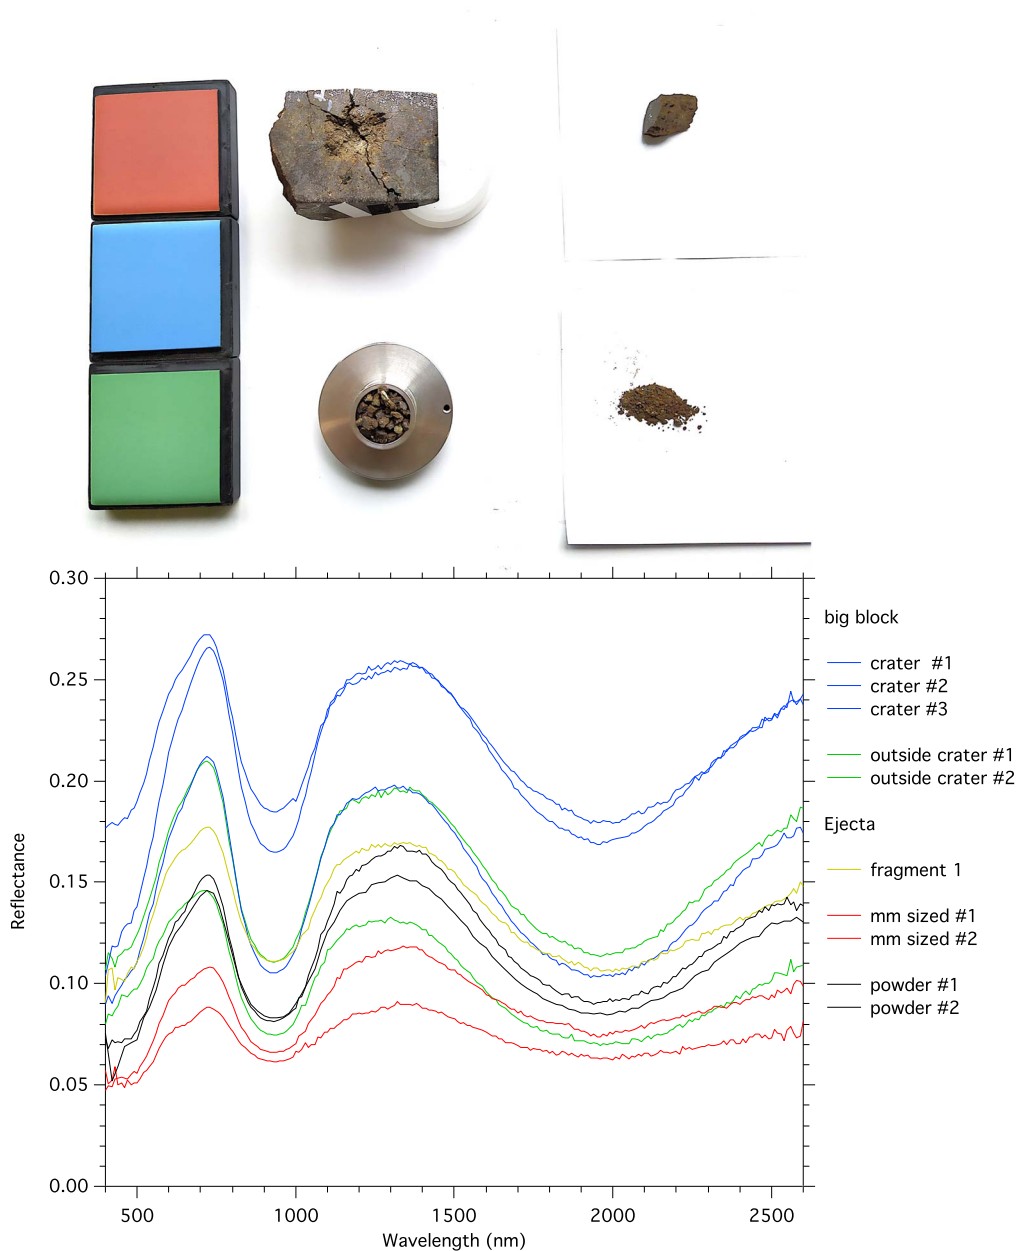 0.30
0.25
0.20
0.15
0.10
0.05
0.00
Reflectance
500
1000
1500
2000
2500
Wavelength (nm)
big block
crater #1
crater #2
crater #3
outside crater #1
outside crater #2
Ejecta
fragment 1
mm sized #1
mm sized #2
powder #1
powder #2